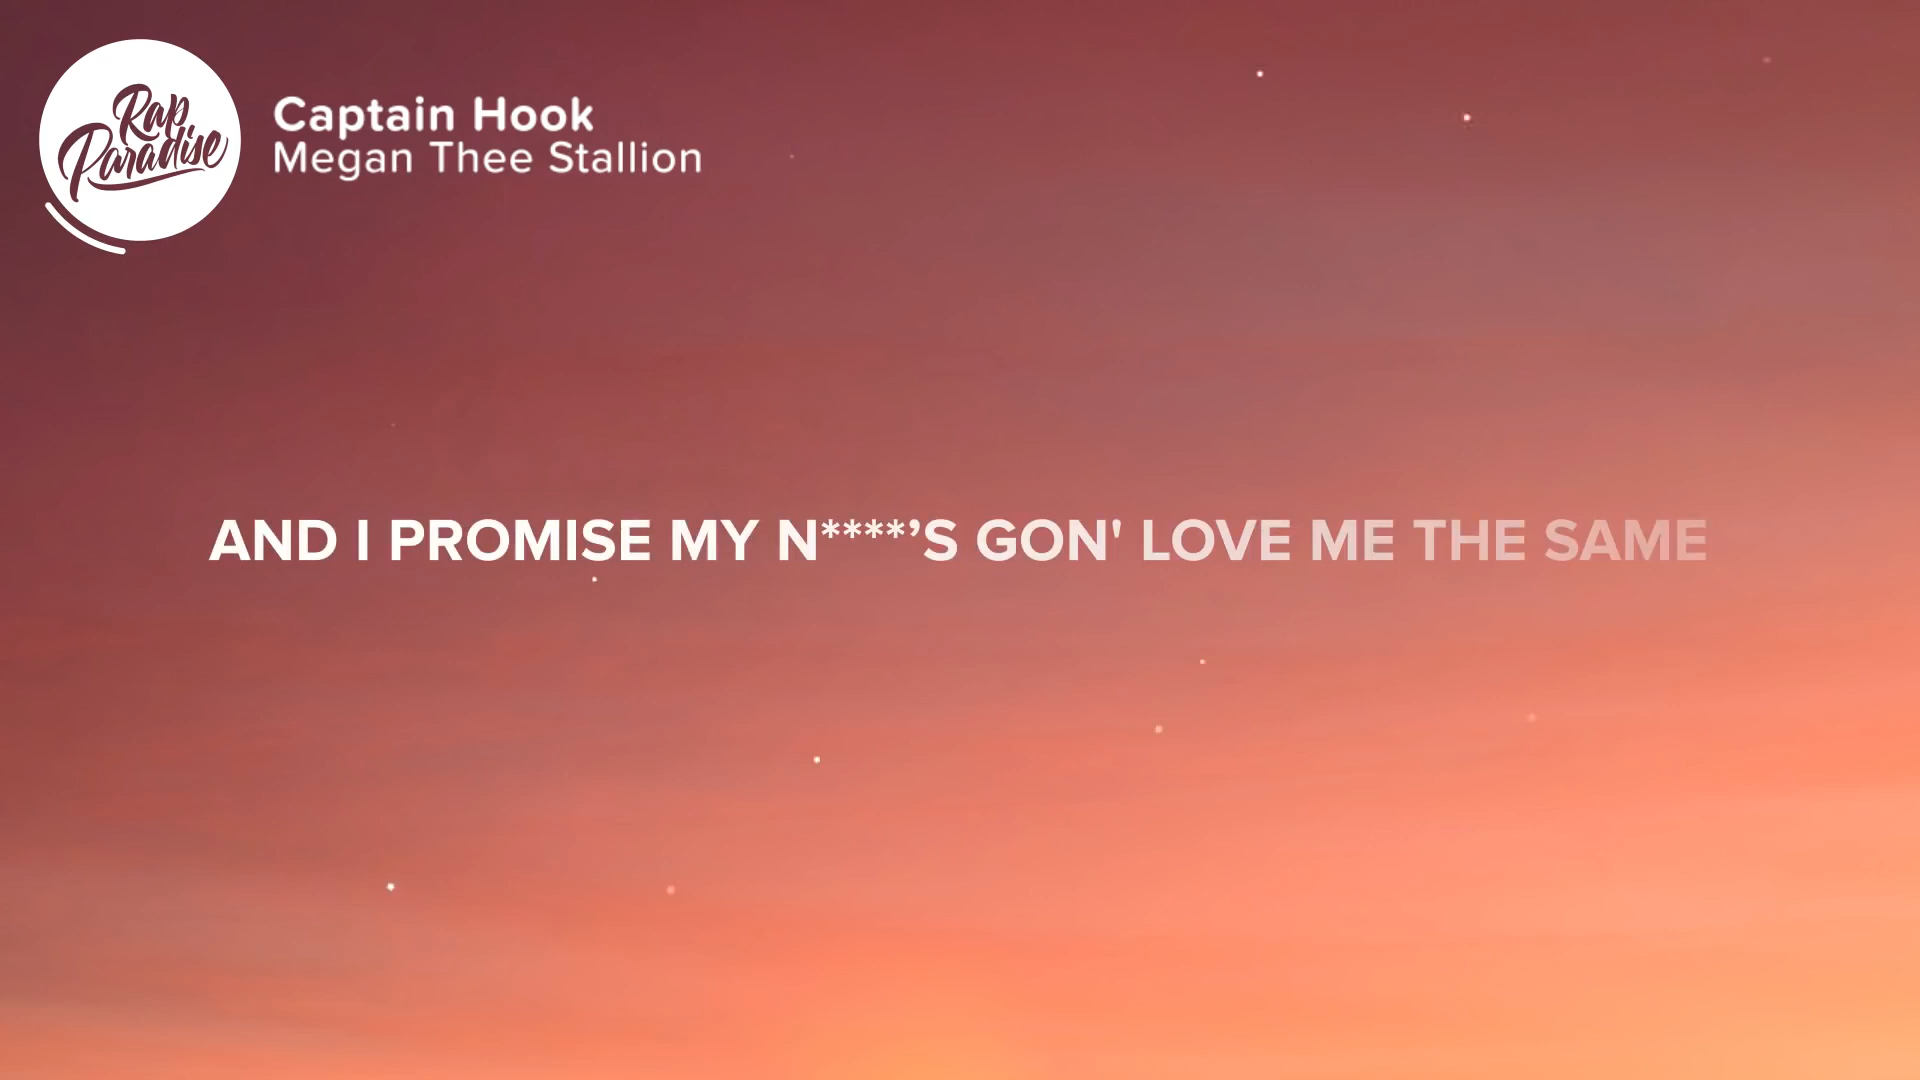 Rap
Paradise
Captain Hook
Megan Thee Stallion
AND I PROMISE MY N****’S GON' LOVE ME THE SAME